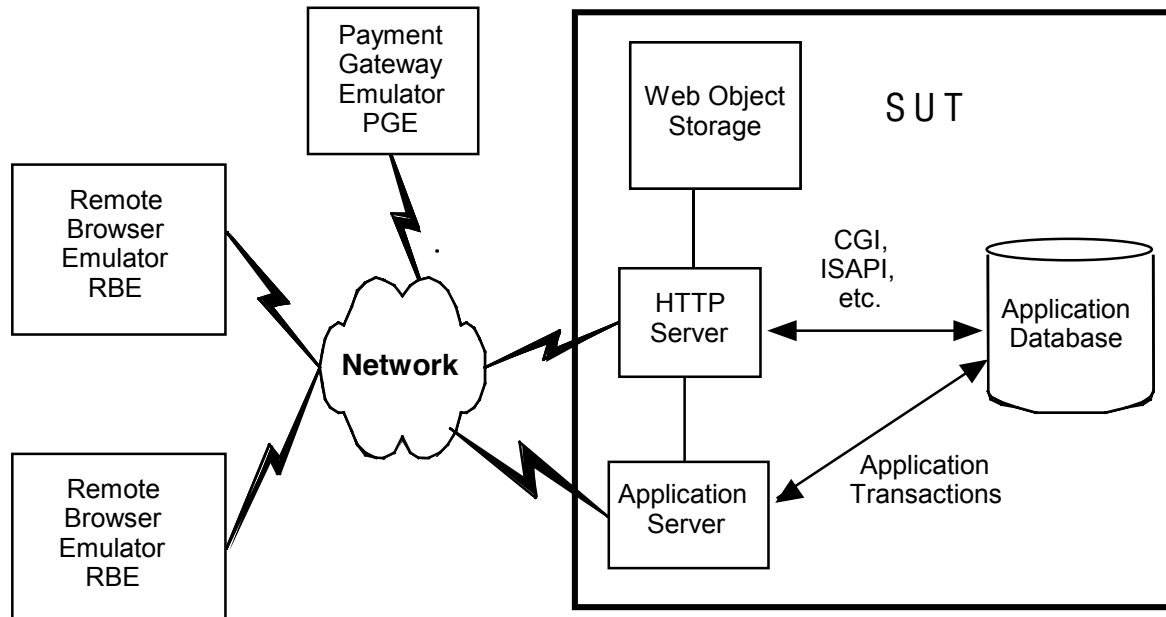 Payment
Gateway
Emulator
PGE
SUT
Web Object
Storage
Remote
Browser
Emulator
RBE
CGI,
ISAPI,
etc.
HTTP
Server
Application
Database
Network
Remote
Browser
Emulator
RBE
Application
Server
Application
Transactions